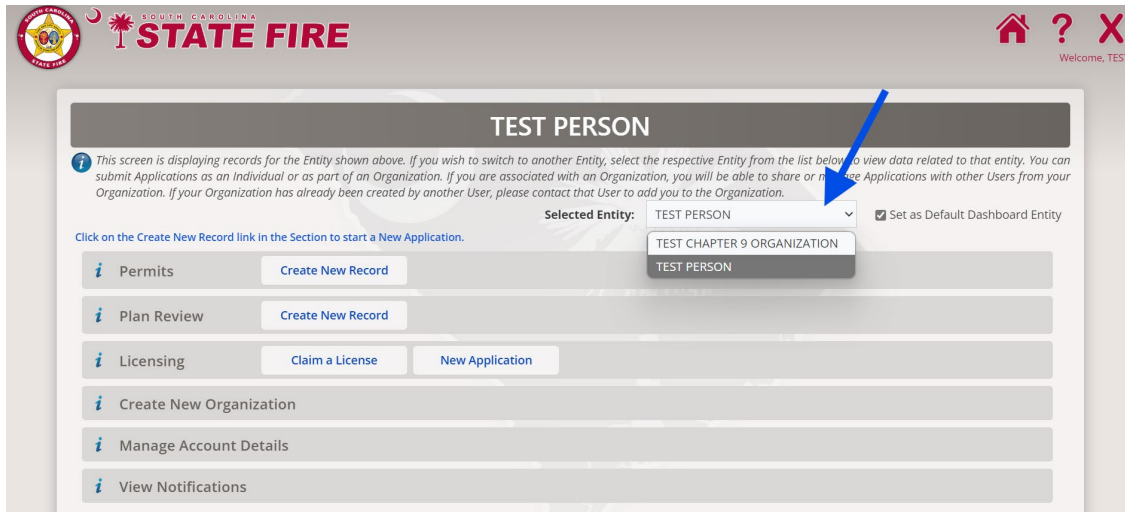 SOUTH CAROLINA
STATE FIRE
SOUTH CAROLINA
STATE FIRE
?
X
Welcome, TEST
TEST PERSON
This screen is displaying records for the Entity shown above. If you wish to switch to another Entity, select the respective Entity from the list below to view data related to that entity. You can
submit Applications as an Individual or as part of an Organization. If you are associated with an Organization, you will be able to share or manage Applications with other Users from your
Organization. If your Organization has already been created by another User, please contact that User to add you to the Organization.
Selected Entity: TEST PERSON Set as Default Dashboard Entity
TEST CHAPTER 9 ORGANIZATION
TEST PERSON
Click on the Create New Record link in the Section to start a New Application.
i Permits Create New Record
i Plan Review Create New Record
i Licensing Claim a License New Application
i Create New Organization
i Manage Account Details
i View Notifications